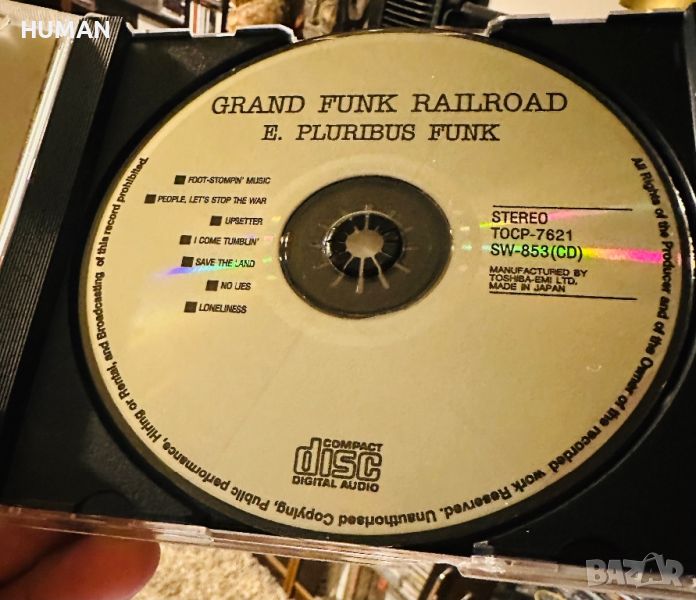 HUMAN
GRAND FUNK RAILROAD
E. PLURIBUS FUNK
FOOT-STOMPIN' MUSIC
PEOPLE, LET'S STOP THE WAR
UPSETTER
I COME TUMBLIN'
SAVE THE LAND
NO LIES
LONELINESS
STEREO
TOCP-7621
SW-853(CD)
MANUFACTURED BY
TOSHIBA-EMI LTD.
MADE IN JAPAN
COMPACT
disc
DIGITAL AUDIO
All Rights of the Producer and of the Owner of the recorded work Reserved. Unauthorised Copying, Public performance, Hiring or Rental, and Broadcasting of this record prohibited.
BAZAR